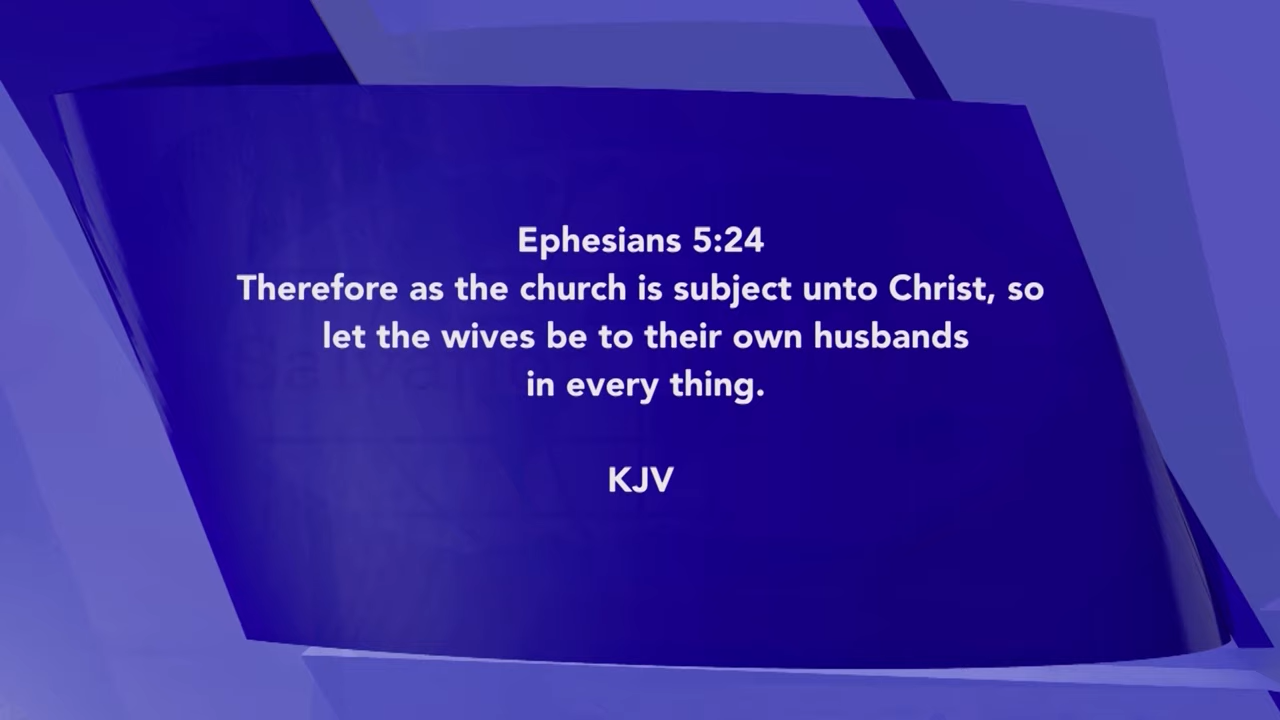 Ephesians 5:24
Therefore as the church is subject unto Christ, so
let the wives be to their own husbands
in every thing.
KJV